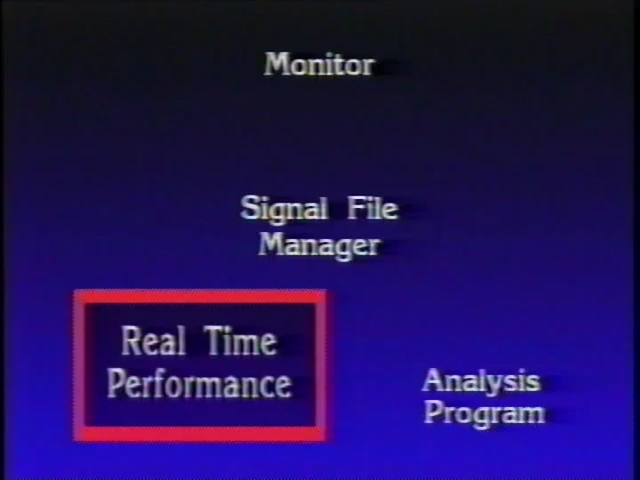 Monitor
Signal File
Manager
Real Time
Performance
Analysis
Program